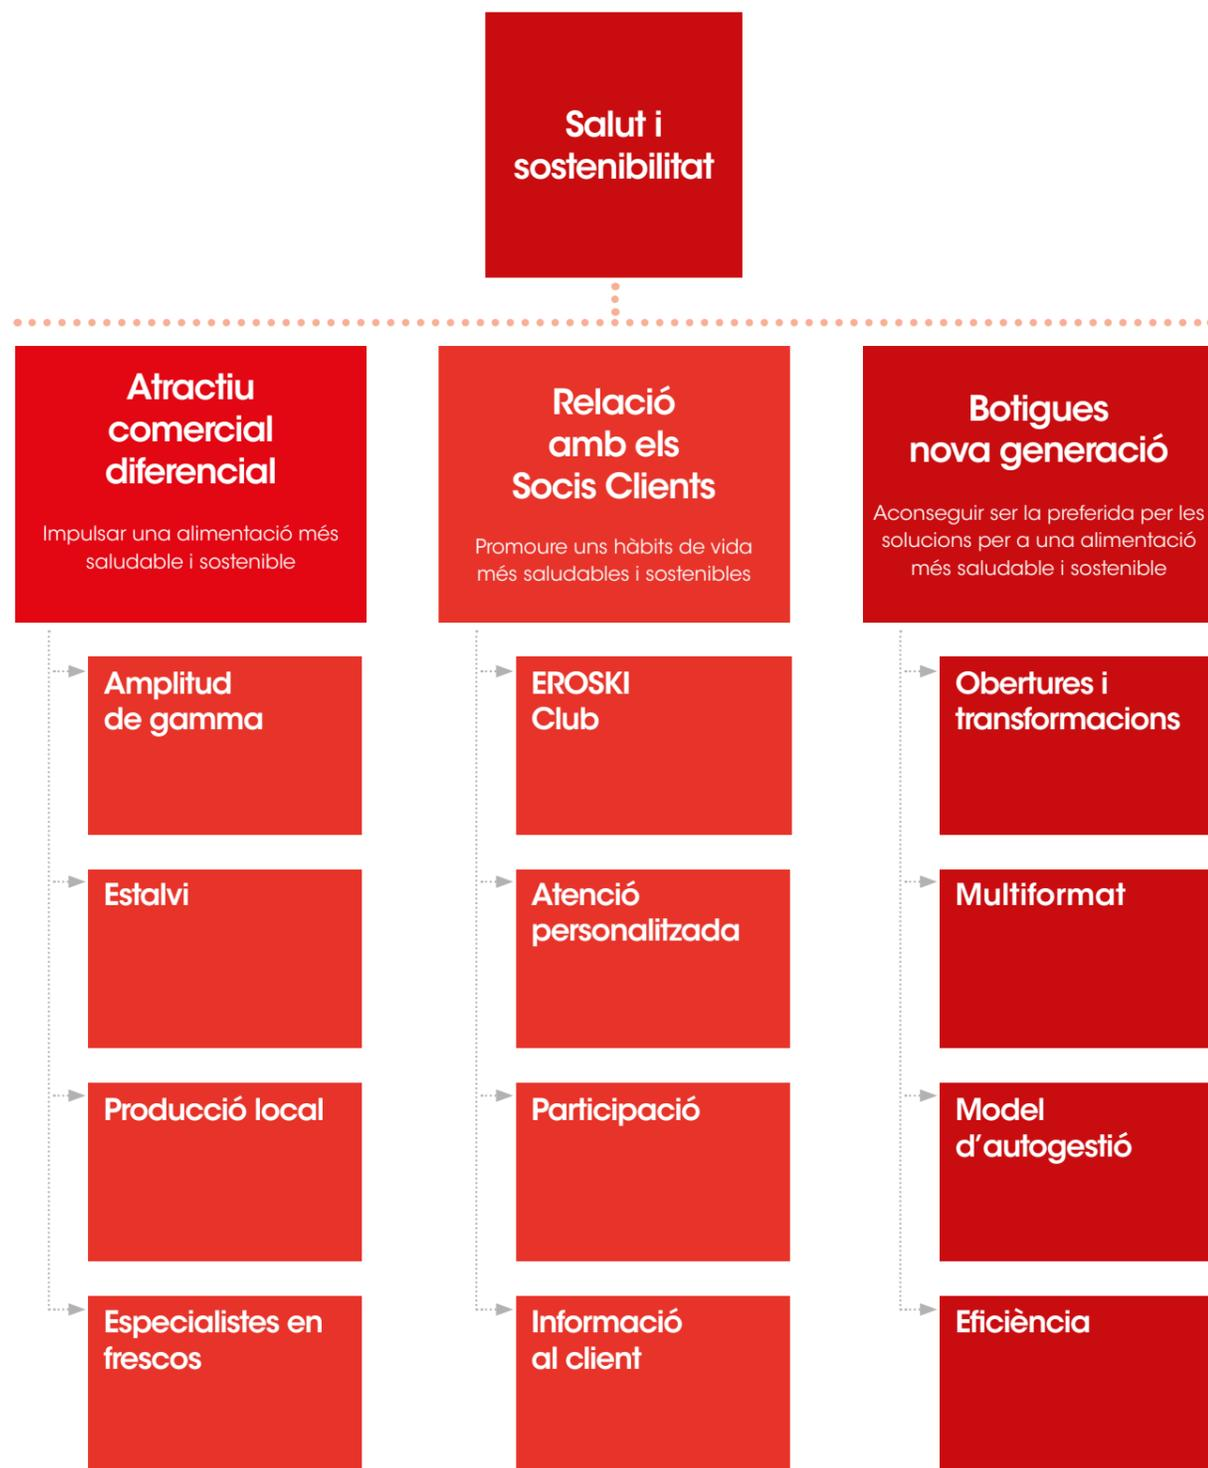 Salut i
sostenibilitat
Atractiu
comercial
diferencial
Impulsar una alimentació més
saludable i sostenible
Relació
amb els
Socis Clients
Promoure uns hàbits de vida
més saludables i sostenibles
Botigues
nova generació
Aconseguir ser la preferida per les
solucions per a una alimentació
més saludable i sostenible
Amplitud
de gamma
Estalvi
Producció local
Especialistes en
frescos
EROSKI
Club
Atenció
personalitzada
Participació
Informació
al client
Obertures i
transformacions
Multiformat
Model
d’autogestió
Eficiència